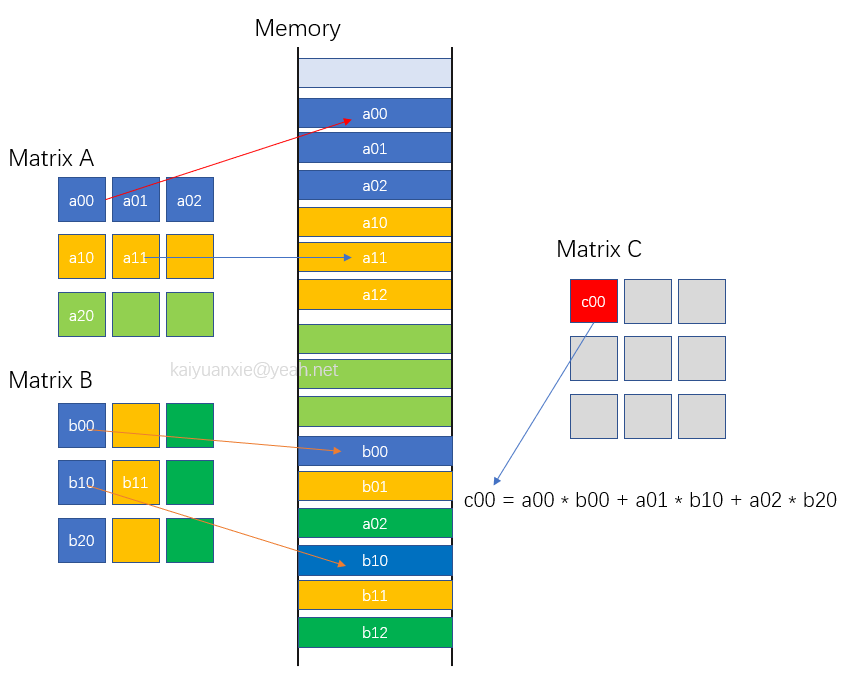 Memory
a00
a01
a02
a10
a11
a12
b00
b01
a02
b10
b11
b12
Matrix A
a00 a01 a02
a10 a11
a20
kaiyuanxie@yeah.net
Matrix B
b00
b10 b11
b20
Matrix C
c00
c00 = a00 * b00 + a01 * b10 + a02 * b20